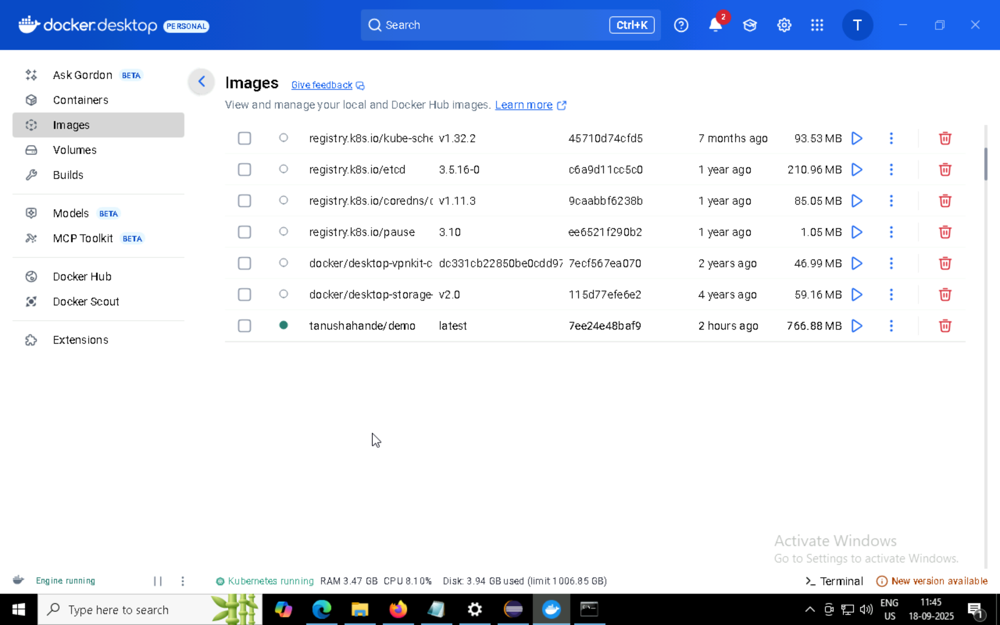 docker.desktop PERSONAL
Search
Ctrl+K
2
T
Ask Gordon BETA
Containers
Images
Volumes
Builds
Models BETA
MCP Toolkit BETA
Docker Hub
Docker Scout
Extensions
Images Give feedback
View and manage your local and Docker Hub images. Learn more
registry.k8s.io/kube-sche v1.32.2 45710d74cfd5 7 months ago 93.53 MB
registry.k8s.io/etcd 3.5.16-0 c6a9d11cc5c0 1 year ago 210.96 MB
registry.k8s.io/coredns/c v1.11.3 9caabbf6238b 1 year ago 85.05 MB
registry.k8s.io/pause 3.10 ee6521f290b2 1 year ago 1.05 MB
docker/desktop-vpnkit-c dc331cb22850be0cdd97 7ecf567ea070 2 years ago 46.99 MB
docker/desktop-storage- v2.0 115d77efe6e2 4 years ago 59.16 MB
tanushahande/demo latest 7ee24e48baf9 2 hours ago 766.88 MB
Activate Windows
Go to Settings to activate Windows.
Engine running
Kubernetes running RAM 3.47 GB CPU 8.10% Disk: 3.94 GB used (limit 1006.85 GB)
Terminal
New version available
Type here to search
ENG
US
11:45
18-09-2025
1